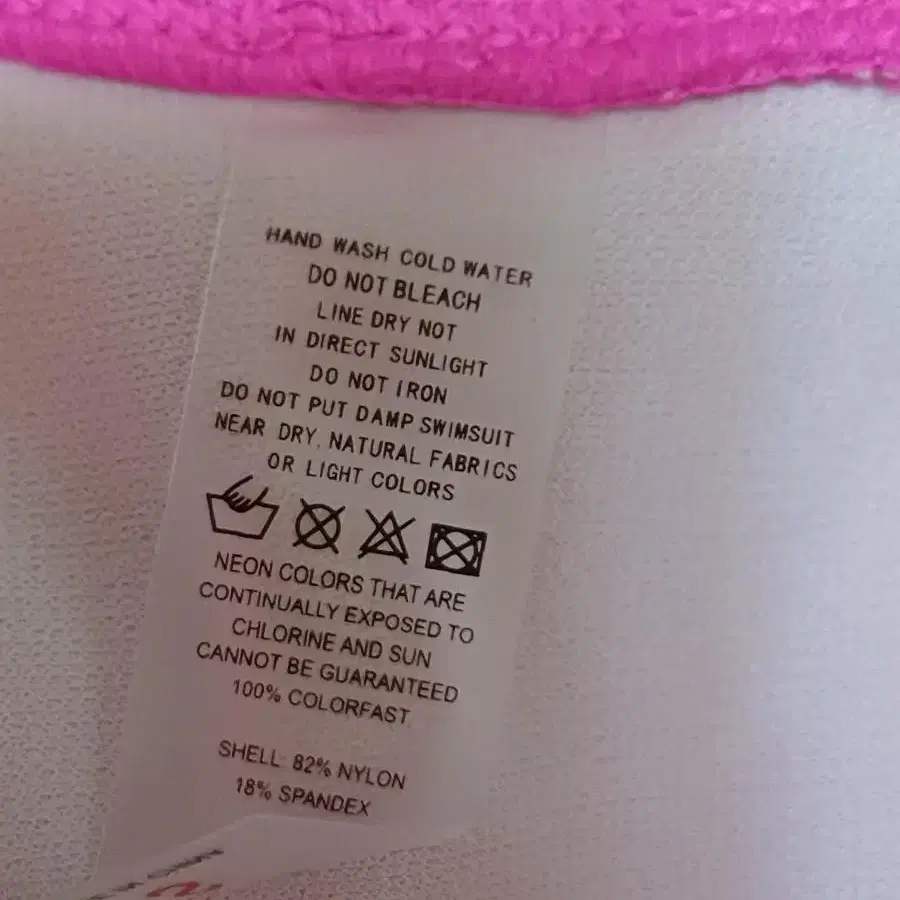 HAND WASH COLD WATER
DO NOT BLEACH
LINE DRY NOT
IN DIRECT SUNLIGHT
DO NOT IRON
DO NOT PUT DAMP SWIMSUIT
NEAR DRY, NATURAL FABRICS
OR LIGHT COLORS
NEON COLORS THAT ARE
CONTINUALLY EXPOSED TO
CHLORINE AND SUN
CANNOT BE GUARANTEED
100% COLORFAST
SHELL: 82% NYLON
18% SPANDEX